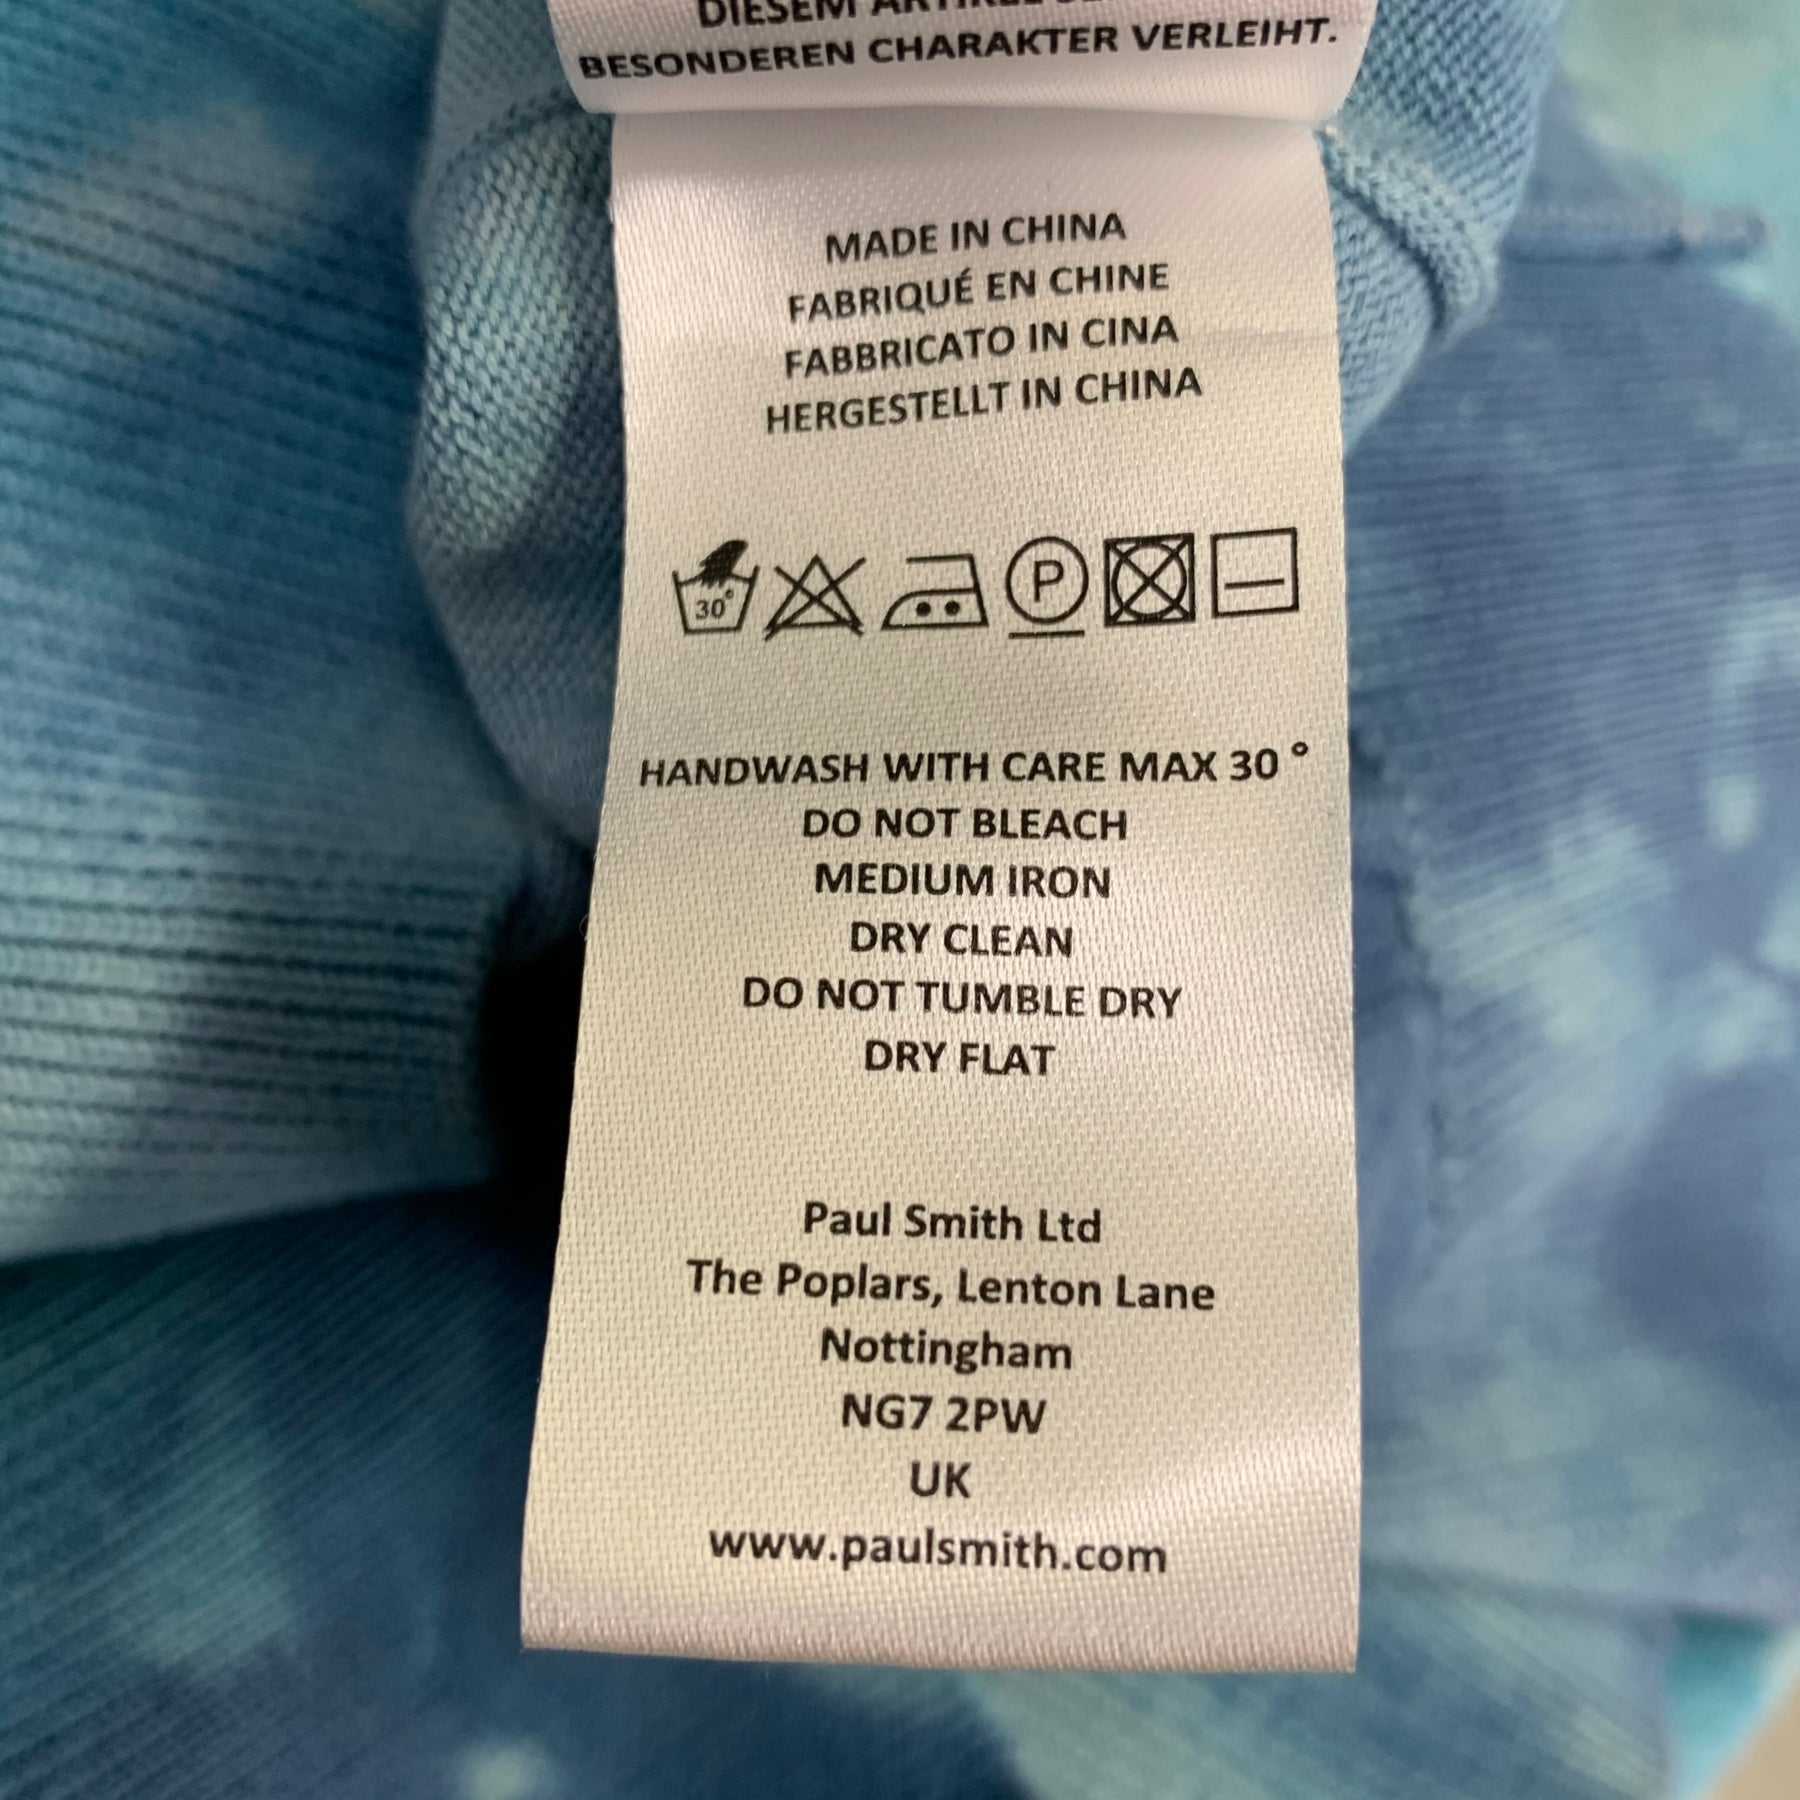 DIESEM
BESONDEREN CHARAKTER VERLEIHT.
MADE IN CHINA
FABRIQUÉ EN CHINE
FABBRICATO IN CINA
HERGESTELLT IN CHINA
30°
P
HANDWASH WITH CARE MAX 30 °
DO NOT BLEACH
MEDIUM IRON
DRY CLEAN
DO NOT TUMBLE DRY
DRY FLAT
Paul Smith Ltd
The Poplars, Lenton Lane
Nottingham
NG7 2PW
UK
www.paulsmith.com